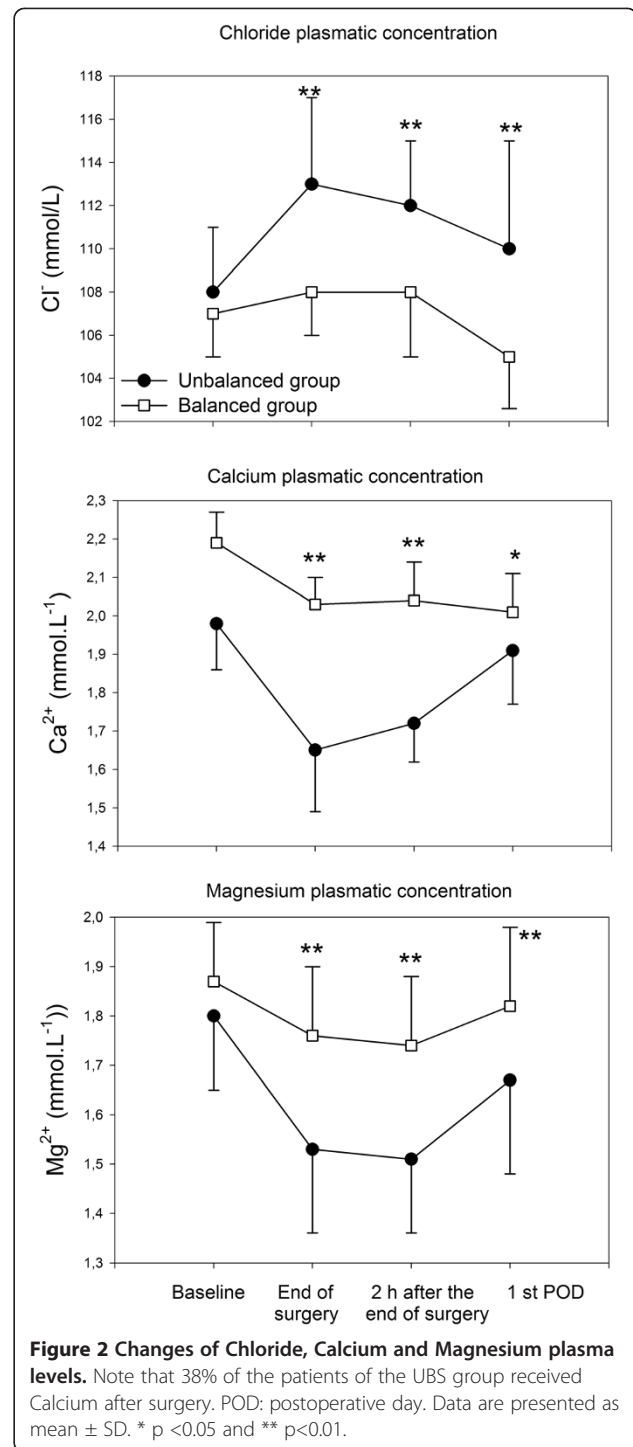 Chloride plasmatic concentration
118
116
114
112
110
108
106
104
102
Cl⁻ (mmol/L)
** ** **
Unbalanced group
Balanced group
Calcium plasmatic concentration
2,3
2,2
2,1
2,0
1,9
1,8
1,7
1,6
1,5
1,4
Ca²⁺ (mmol.L⁻¹)
** ** *
Magnesium plasmatic concentration
2,0
1,9
1,8
1,7
1,6
1,5
1,4
1,3
Mg²⁺ (mmol.L⁻¹))
** ** **
Baseline End of 2 h after the 1 st POD
surgery end of surgery
Figure 2 Changes of Chloride, Calcium and Magnesium plasma
levels. Note that 38% of the patients of the UBS group received
Calcium after surgery. POD: postoperative day. Data are presented as
mean ± SD. * p <0.05 and ** p<0.01.